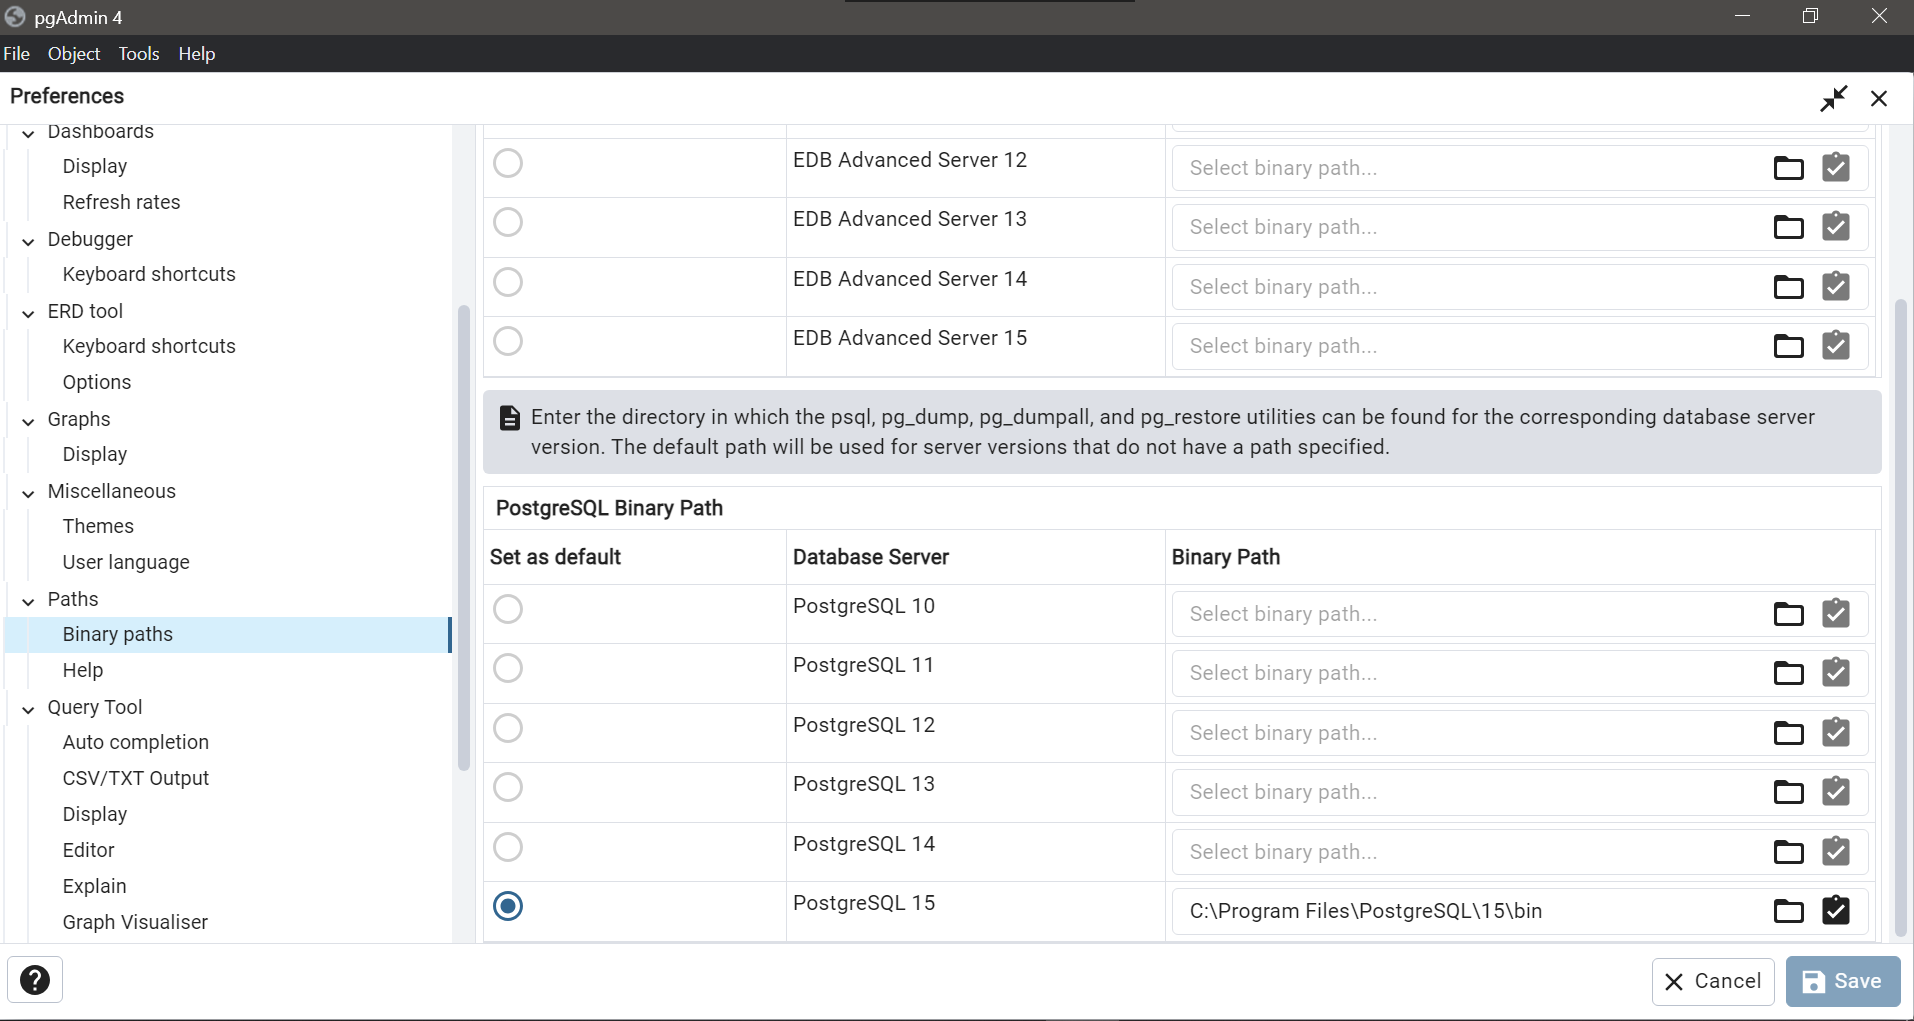 pgAdmin 4
File Object Tools Help
Preferences
Dashboards
Display
Refresh rates
Debugger
Keyboard shortcuts
ERD tool
Keyboard shortcuts
Options
Graphs
Display
Miscellaneous
Themes
User language
Paths
Binary paths
Help
Query Tool
Auto completion
CSV/TXT Output
Display
Editor
Explain
Graph Visualiser
EDB Advanced Server 12 Select binary path...
EDB Advanced Server 13 Select binary path...
EDB Advanced Server 14 Select binary path...
EDB Advanced Server 15 Select binary path...
Enter the directory in which the psql, pg_dump, pg_dumpall, and pg_restore utilities can be found for the corresponding database server
version. The default path will be used for server versions that do not have a path specified.
PostgreSQL Binary Path
Set as default Database Server Binary Path
PostgreSQL 10 Select binary path...
PostgreSQL 11 Select binary path...
PostgreSQL 12 Select binary path...
PostgreSQL 13 Select binary path...
PostgreSQL 14 Select binary path...
PostgreSQL 15 C:\Program Files\PostgreSQL\15\bin
? Cancel Save